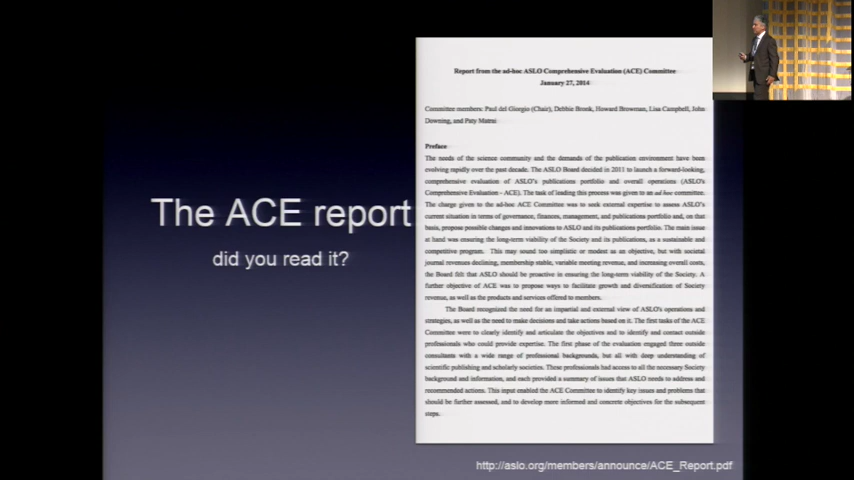 The ACE report
did you read it?
Report from the ad-hoc ASLO Comprehensive Evaluation (ACE) Committee
January 27, 2014
Committee members: Paul del Giorgio (Chair), Debbie Bronk, Howard Browman, Lisa Campbell, John
Downing, and Paty Matrai
Preface
The needs of the science community and the demands of the publication environment have been
evolving rapidly over the past decade. The ASLO Board decided in 2011 to launch a forward-looking,
comprehensive evaluation of ASLO's publications portfolio and overall operations (ASLO's
Comprehensive Evaluation - ACE). The task of leading this process was given to an ad hoc committee.
The charge given to the ad-hoc ACE Committee was to seek external expertise to assess ASLO's
current situation in terms of governance, finances, management, and publications portfolio and, on that
basis, propose possible changes and innovations to ASLO and its publications portfolio. The main issue
at hand was ensuring the long-term viability of the Society and its publications, as a sustainable and
competitive program. This may sound too simplistic or modest as an objective, but with societal
journal revenues declining, membership stable, variable meeting revenue, and increasing overall costs,
the Board felt that ASLO should be proactive in ensuring the long-term viability of the Society. A
further objective of ACE was to propose ways to facilitate growth and diversification of Society
revenue, as well as the products and services offered to members.
The Board recognized the need for an impartial and external view of ASLO's operations and
strategies, as well as the need to make decisions and take actions based on it. The first tasks of the ACE
Committee were to clearly identify and articulate the objectives and to identify and contact outside
professionals who could provide expertise. The first phase of the evaluation engaged three outside
consultants with a wide range of professional backgrounds, but all with deep understanding of
scientific publishing and scholarly societies. These professionals had access to all the necessary Society
background and information, and each provided a summary of issues that ASLO needs to address and
recommended actions. This input enabled the ACE Committee to identify key issues and problems that
should be further assessed, and to develop more informed and concrete objectives for the subsequent
steps.
http://aslo.org/members/announce/ACE_Report.pdf